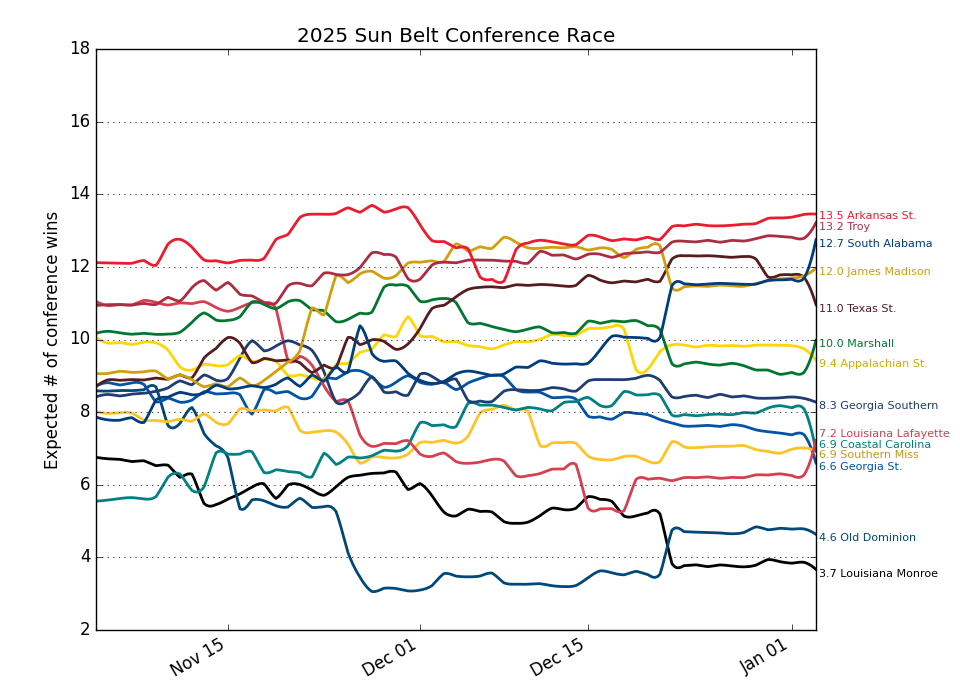 2025 Sun Belt Conference Race
Expected # of conference wins
18
16
14
12
10
8
6
4
2
Nov 15
Dec 01
Dec 15
Jan 01
13.5 Arkansas St.
13.2 Troy
12.7 South Alabama
12.0 James Madison
11.0 Texas St.
10.0 Marshall
9.4 Appalachian St.
8.3 Georgia Southern
7.2 Louisiana Lafayette
6.9 Coastal Carolina
6.9 Southern Miss
6.6 Georgia St.
4.6 Old Dominion
3.7 Louisiana Monroe